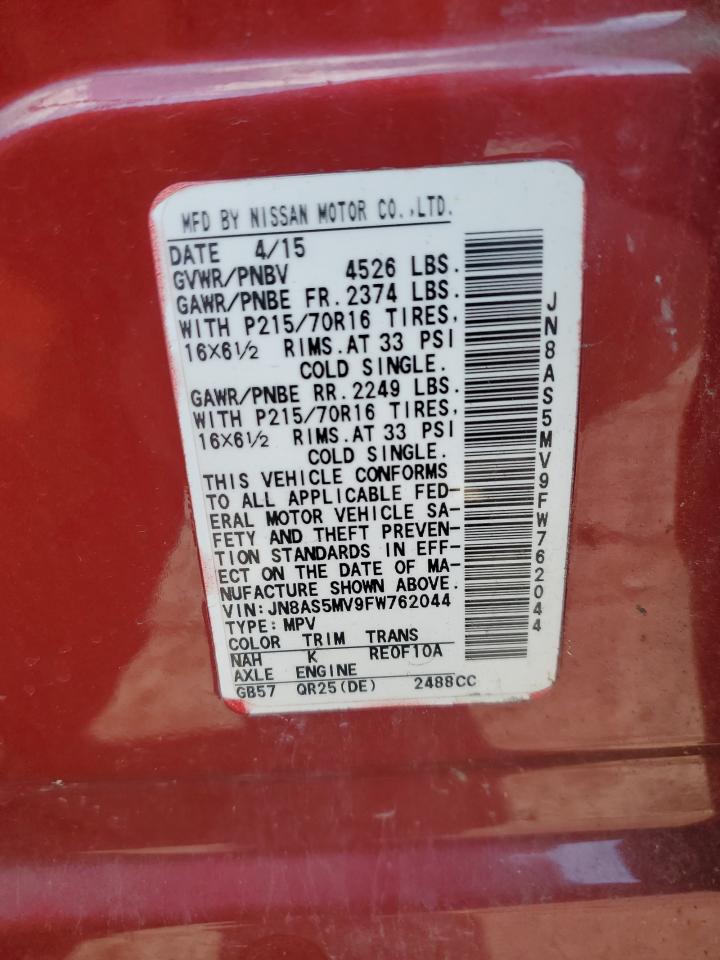 MFD BY NISSAN MOTOR CO.,LTD.
DATE 4/15
GVWR/PNBV 4526 LBS.
GAWR/PNBE FR. 2374 LBS.
WITH P215/70R16 TIRES,
16X6½ RIMS.AT 33 PSI
COLD SINGLE.
GAWR/PNBE RR. 2249 LBS.
WITH P215/70R16 TIRES,
16X6½ RIMS.AT 33 PSI
COLD SINGLE.
THIS VEHICLE CONFORMS
TO ALL APPLICABLE FED-
ERAL MOTOR VEHICLE SA-
FETY AND THEFT PREVEN-
TION STANDARDS IN EFF-
ECT ON THE DATE OF MA-
NUFACTURE SHOWN ABOVE.
VIN:JN8AS5MV9FW762044
TYPE:MPV
COLOR TRIM TRANS
NAH K RE0F10A
AXLE ENGINE
GB57 QR25(DE) 2488CC
JN8AS5MV9FW762044